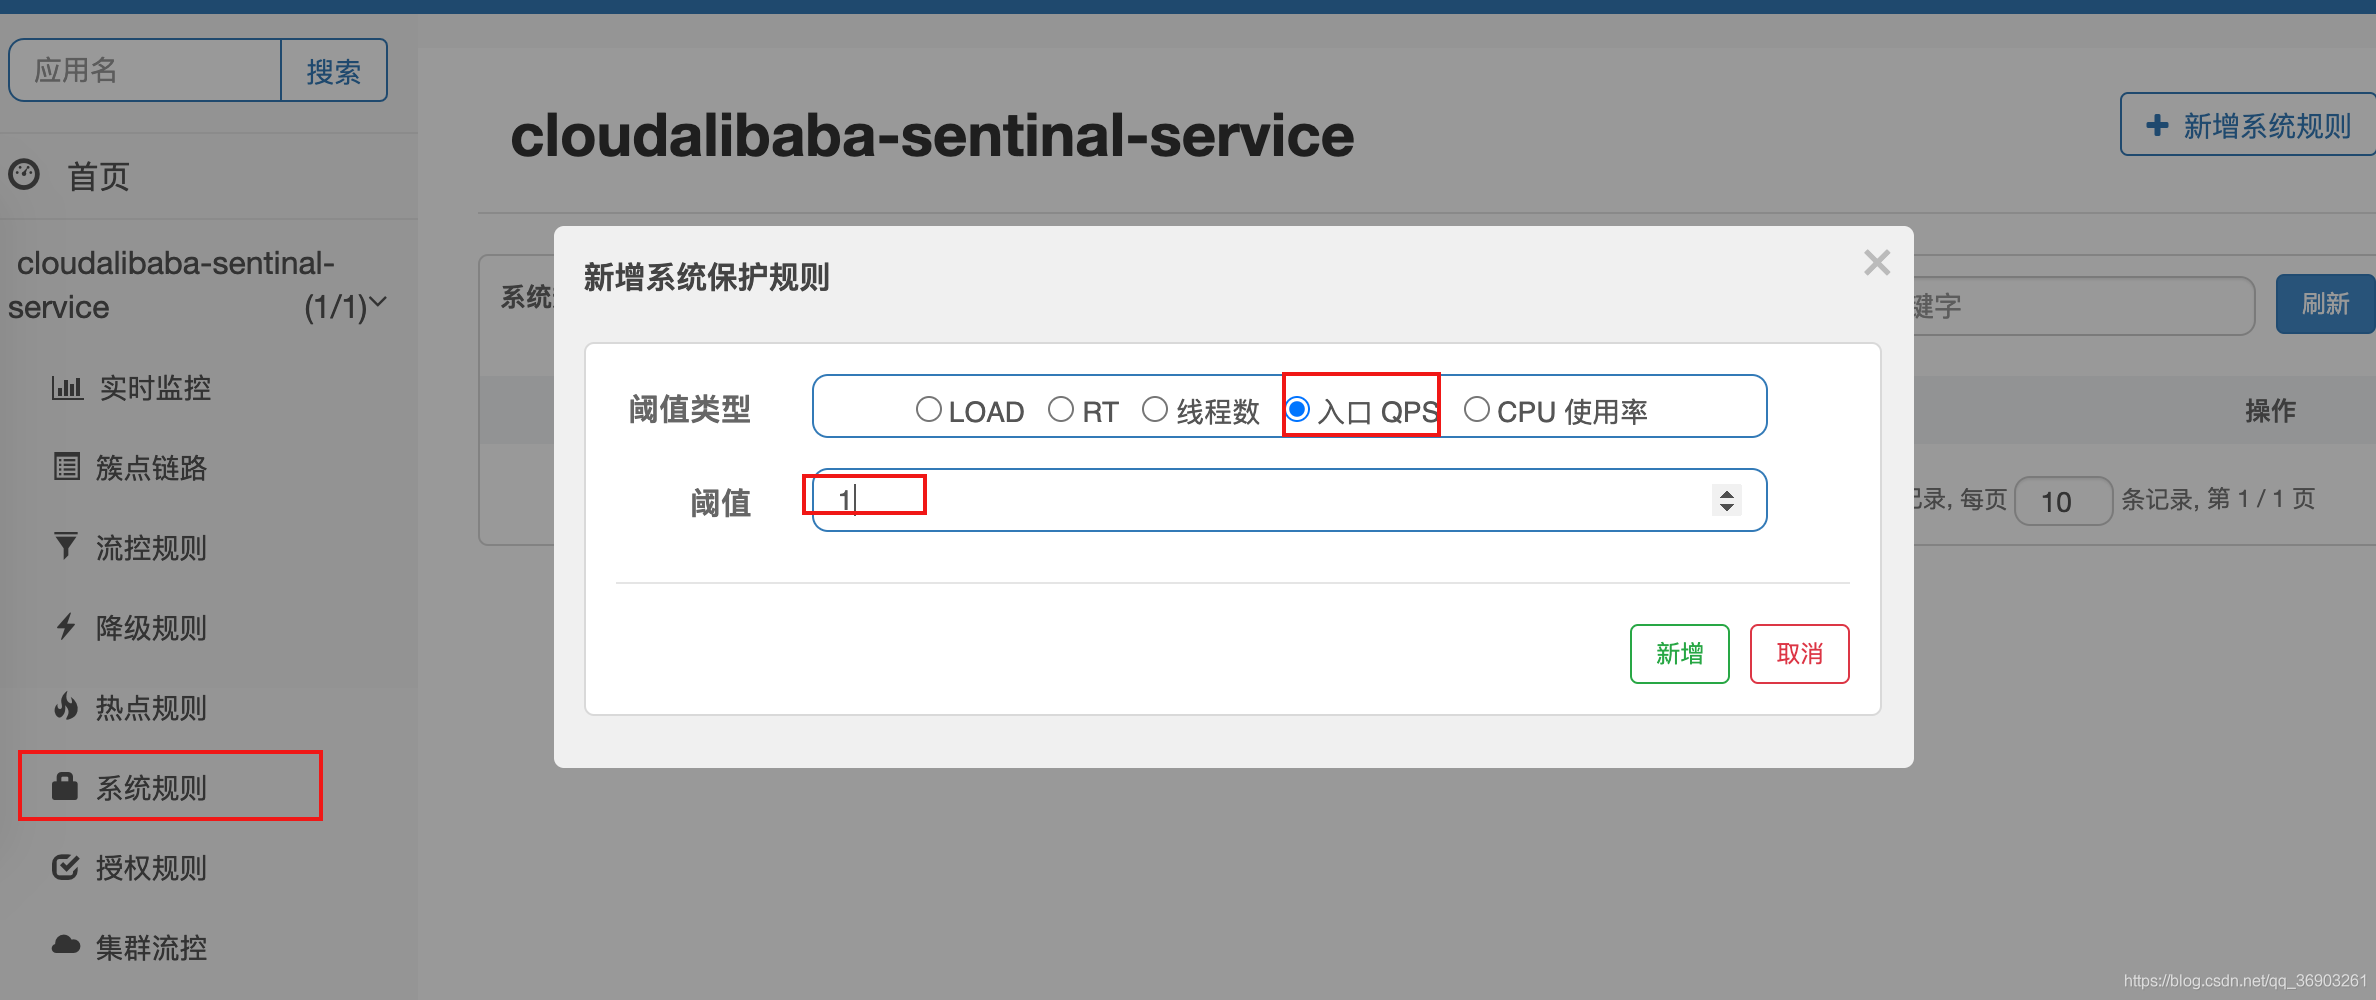 应用名
搜索
首页
cloudalibaba-sentinal-
service (1/1)
实时监控
簇点链路
流控规则
降级规则
热点规则
系统规则
授权规则
集群流控
cloudalibaba-sentinal-service
新增系统规则
系统
键字
刷新
操作
记录, 每页 10 条记录, 第 1 / 1 页
新增系统保护规则
阈值类型
LOAD RT 线程数 入口 QPS CPU 使用率
阈值
1
新增
取消
https://blog.csdn.net/qq_36903261